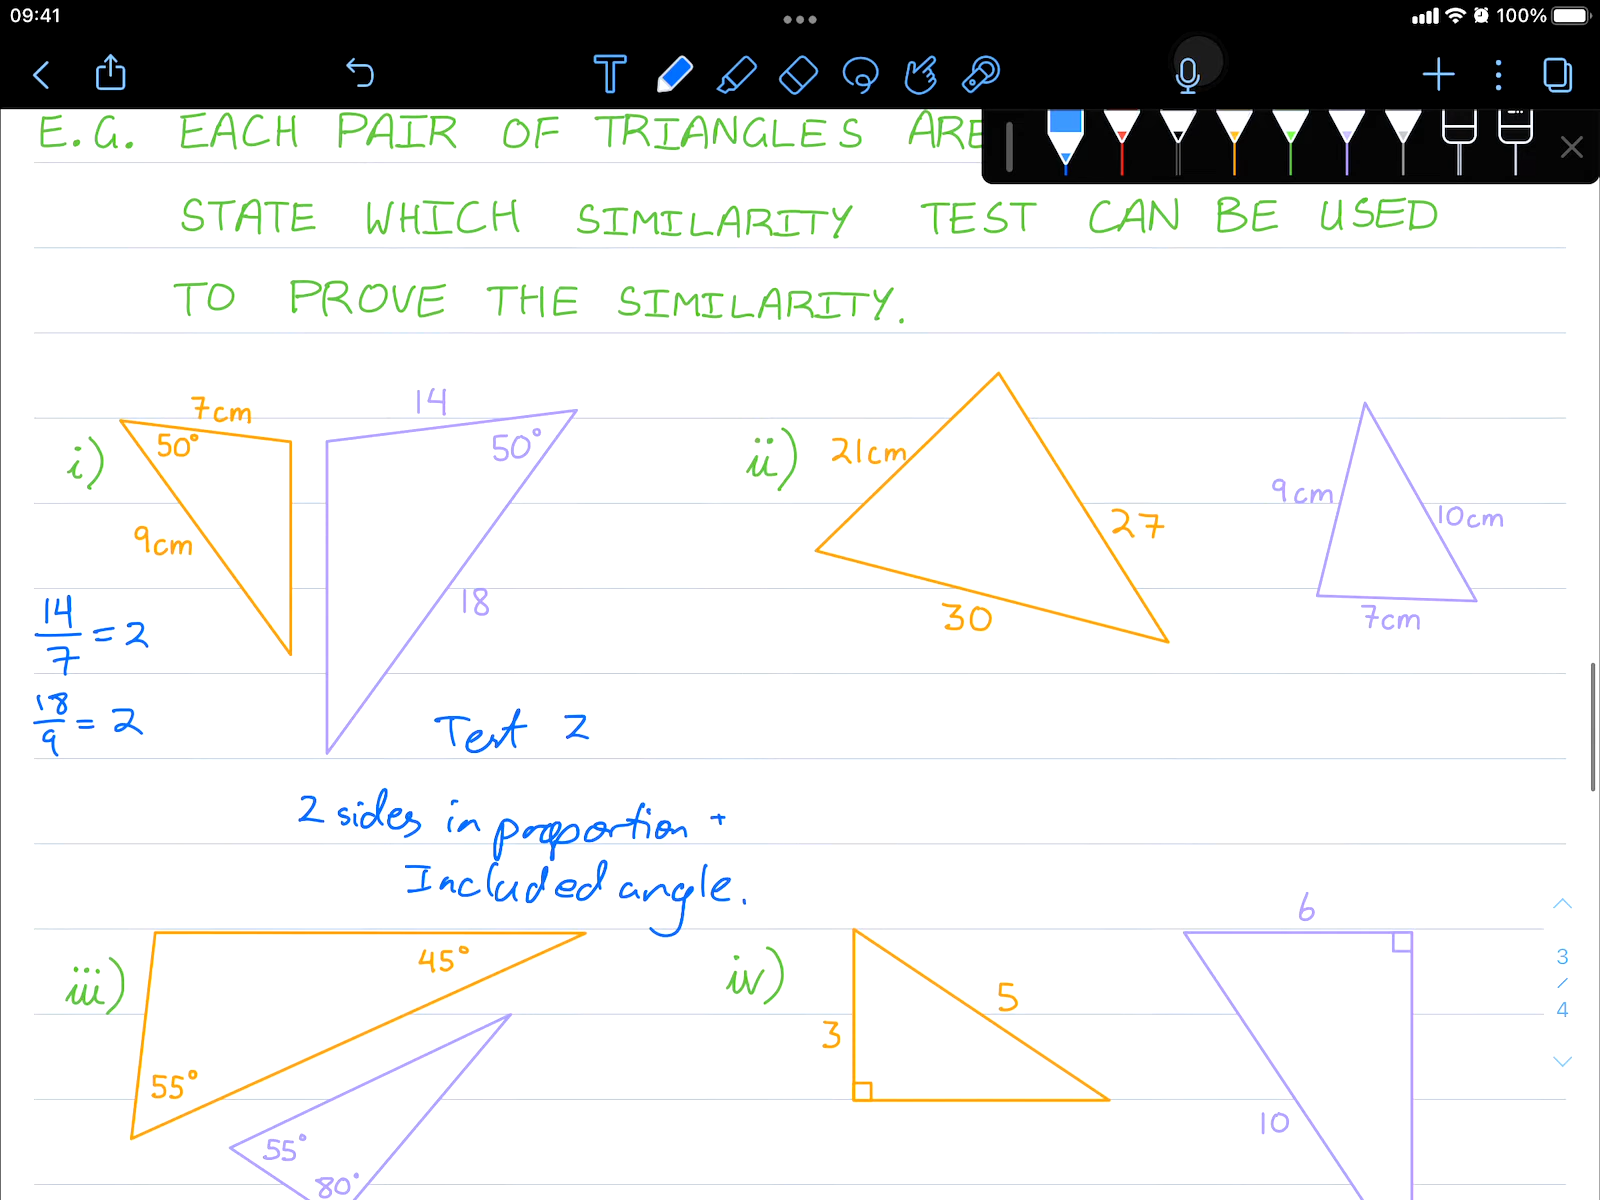 09:41
100%
E.G. EACH PAIR OF TRIANGLES ARE
STATE WHICH SIMILARITY TEST CAN BE USED
TO PROVE THE SIMILARITY.
i)
7cm
50°
9cm
14
50°
18
14/7 = 2
18/9 = 2
Test 2
2 sides in proportion +
Included angle.
ii)
21cm
27
30
9cm
10cm
7cm
iii)
45°
55°
55°
80°
iv)
3
5
6
10
3
/
4